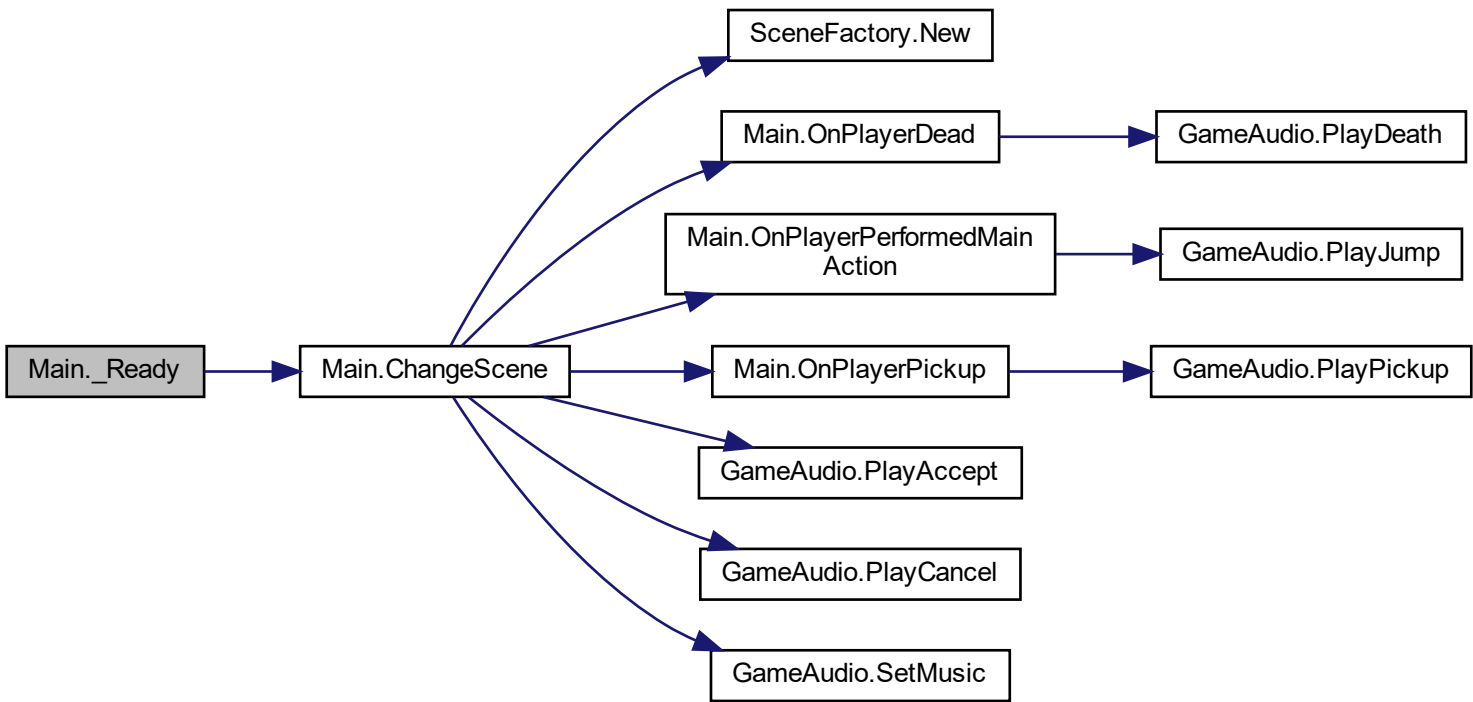 SceneFactory.New
Main.OnPlayerDead
GameAudio.PlayDeath
Main.OnPlayerPerformedMain
Action
GameAudio.PlayJump
Main._Ready
Main.ChangeScene
Main.OnPlayerPickup
GameAudio.PlayPickup
GameAudio.PlayAccept
GameAudio.PlayCancel
GameAudio.SetMusic